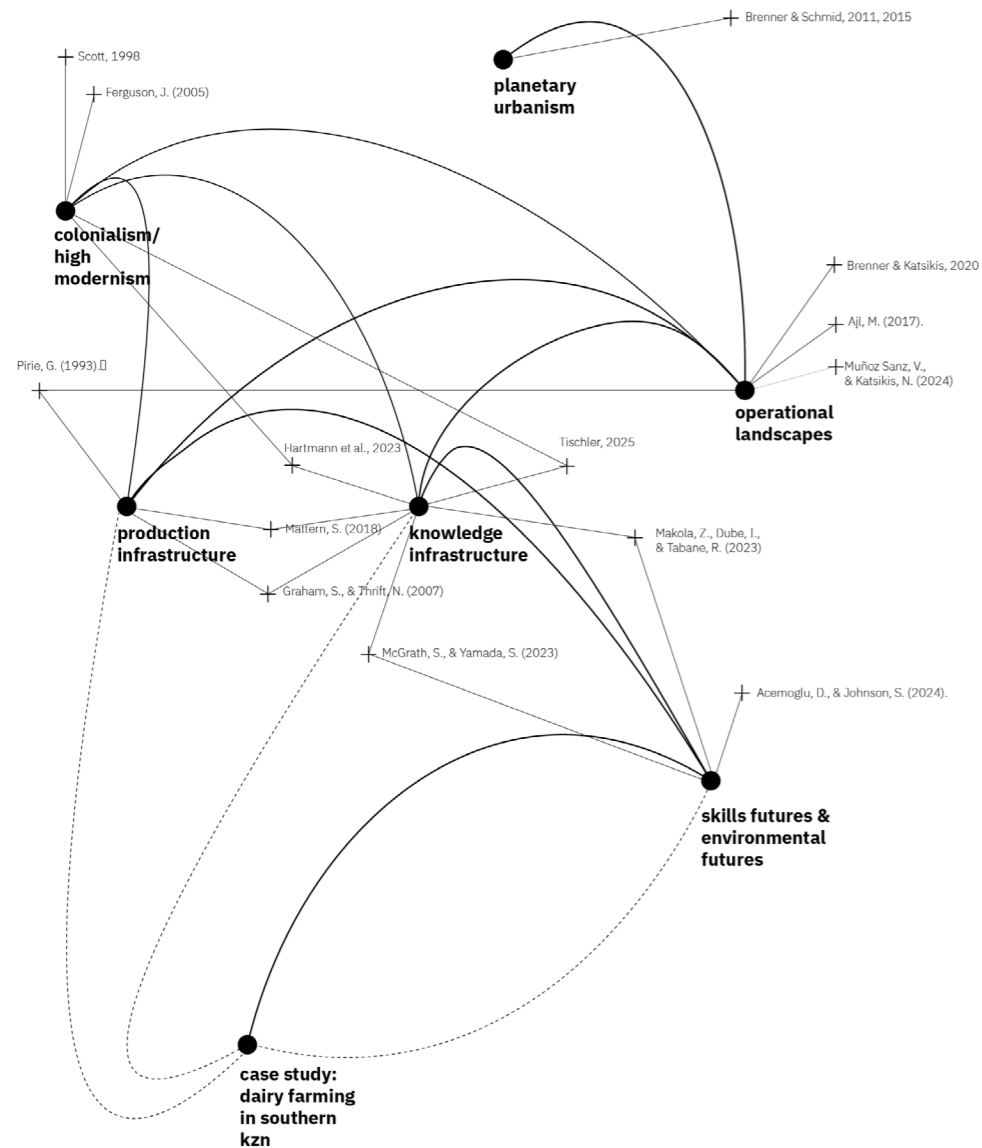 Brenner & Schmid, 2011, 2015
Scott, 1998
Ferguson, J. (2005)
planetary
urbanism
colonialism/
high
modernism
Brenner & Katsikis, 2020
Ajl, M. (2017).
Pirie, G. (1993).
Muñoz Sanz, V.,
& Katsikis, N. (2024)
operational
landscapes
Hartmann et al., 2023
Tischler, 2025
production
infrastructure
Mattern, S. (2018)
knowledge
infrastructure
Makola, Z., Dube, I.,
& Tabane, R. (2023)
Graham, S., & Thrift, N. (2007)
McGrath, S., & Yamada, S. (2023)
Acemoglu, D., & Johnson, S. (2024).
skills futures &
environmental
futures
case study:
dairy farming
in southern
kzn